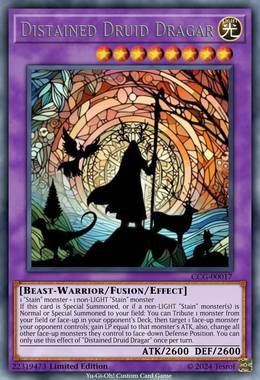 DISTAINED DRUID DRAGAR
光
CCG-00017
[BEAST-WARRIOR/FUSION/EFFECT]
1 "Stain" monster + 1 non-LIGHT "Stain" monster
If this card is Special Summoned, or if a non-LIGHT "Stain" monster(s) is
Normal or Special Summoned to your field: You can Tribute 1 monster from
your field or face-up in your opponent's Deck, then target 1 face-up monster
your opponent controls; gain LP equal to that monster's ATK, also, change all
other face-up monsters they control to face-down Defense Position. You can
only use this effect of "Distained Druid Dragar" once per turn.
ATK/2600 DEF/2600
22319473 Limited Edition
© 2024 Tesrof
Yu-Gi-Oh! Custom Card Game